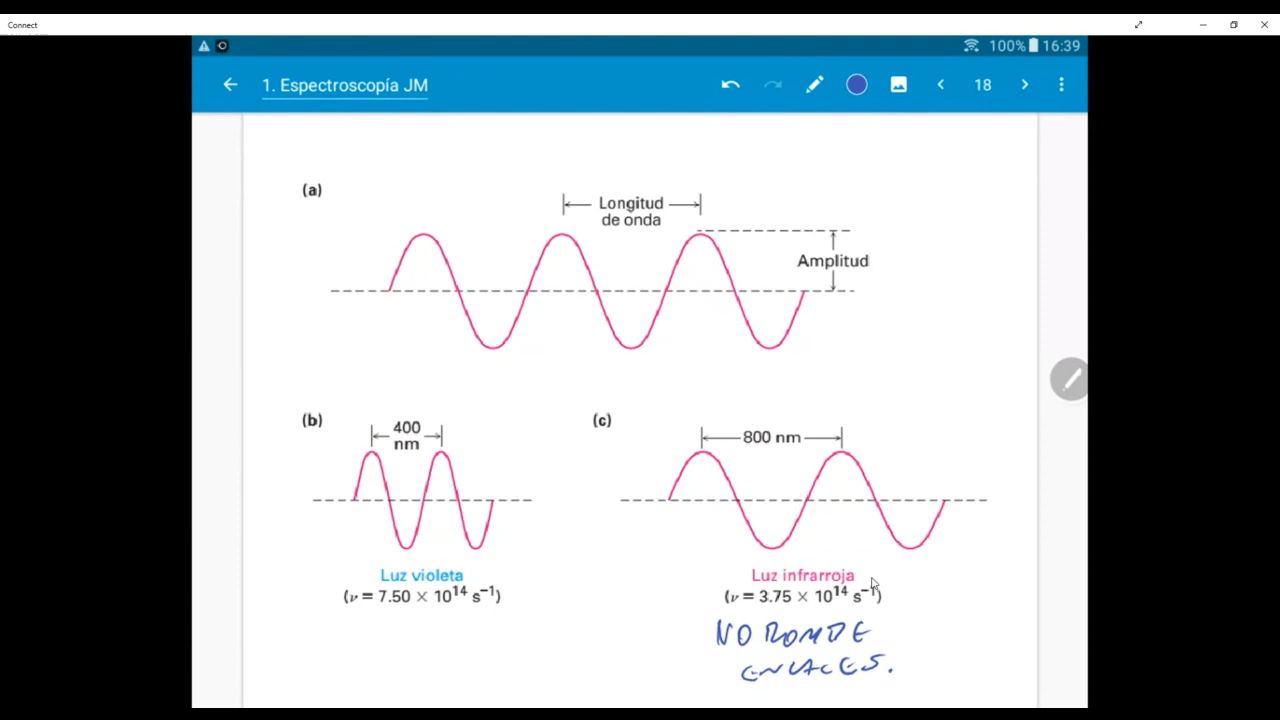 Connect
100% 16:39
1. Espectroscopía JM
18
(a)
Longitud
de onda
Amplitud
(b)
400
nm
(c)
800 nm
Luz violeta
(ν = 7.50 × 10¹⁴ s⁻¹)
Luz infrarroja
(ν = 3.75 × 10¹⁴ s⁻¹)
NO ROMPE
ENLACES.